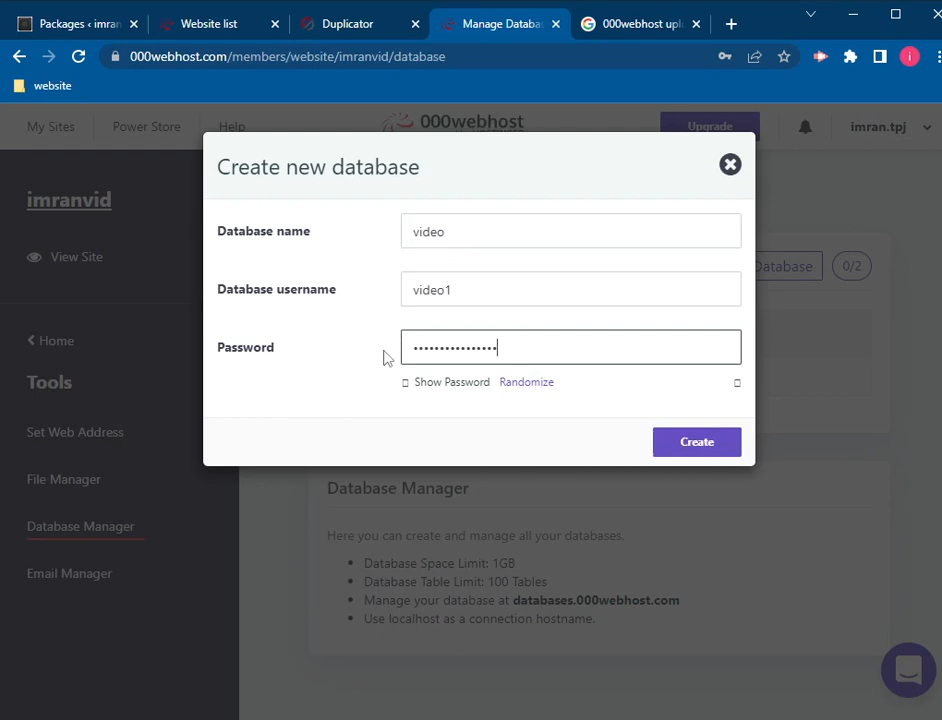 Packages ‹ imran
Website list
Duplicator
Manage Databas
000webhost upl
000webhost.com/members/website/imranvid/database
i
website
My Sites
Power Store
Help
000webhost
Upgrade
imran.tpj
imranvid
View Site
Home
Tools
Set Web Address
File Manager
Database Manager
Email Manager
Create new database
Database name
video
Database username
video1
Password
••••••••••••••••
Show Password
Randomize
Create
Database
0/2
Database Manager
Here you can create and manage all your databases.
• Database Space Limit: 1GB
• Database Table Limit: 100 Tables
• Manage your database at databases.000webhost.com
• Use localhost as a connection hostname.